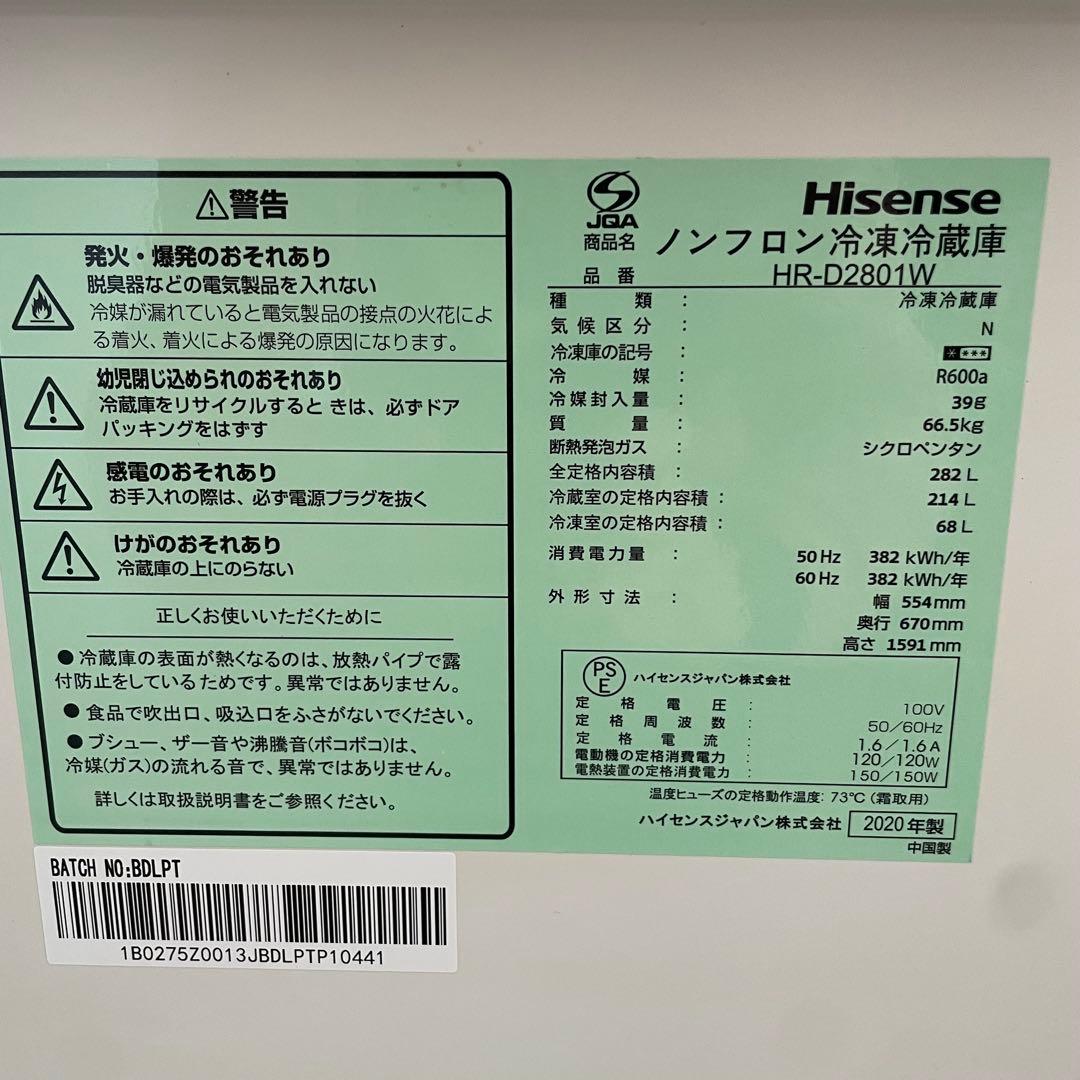 ⚠警告
発火・爆発のおそれあり
脱臭器などの電気製品を入れない
冷媒が漏れていると電気製品の接点の火花によ
る着火、着火による爆発の原因になります。
幼児閉じ込められのおそれあり
冷蔵庫をリサイクルすると きは、必ずドア
パッキングをはずす
感電のおそれあり
お手入れの際は、必ず電源プラグを抜く
けがのおそれあり
冷蔵庫の上にのらない
正しくお使いいただくために
●冷蔵庫の表面が熱くなるのは、放熱パイプで露
付防止をしているためです。異常ではありません。
●食品で吹出口、吸込口をふさがないでください。
●ブシュー、ザー音や沸騰音(ボコボコ)は、
冷媒(ガス)の流れる音で、異常ではありません。
詳しくは取扱説明書をご参照ください。
JQA
Hisense
商品名 ノンフロン冷凍冷蔵庫
品番 HR-D2801W
種類 : 冷凍冷蔵庫
気候区分 : N
冷凍庫の記号 : * ***
冷媒 : R600a
冷媒封入量 : 39g
質量 : 66.5kg
断熱発泡ガス : シクロペンタン
全定格内容積 : 282 L
冷蔵室の定格内容積 : 214 L
冷凍室の定格内容積 : 68 L
消費電力量 : 50 Hz 382 kWh/年
60 Hz 382 kWh/年
外形寸法 : 幅 554mm
奥行 670mm
高さ 1591mm
PSE ハイセンスジャパン株式会社
定格電圧 : 100V
定格周波数 : 50/60Hz
定格電流 : 1.6/1.6A
電動機の定格消費電力 : 120/120W
電熱装置の定格消費電力 : 150/150W
温度ヒューズの定格動作温度: 73℃(霜取用)
ハイセンスジャパン株式会社 2020年製
中国製
BATCH NO:BDLPT
1B0275Z0013JBDLPTP10441